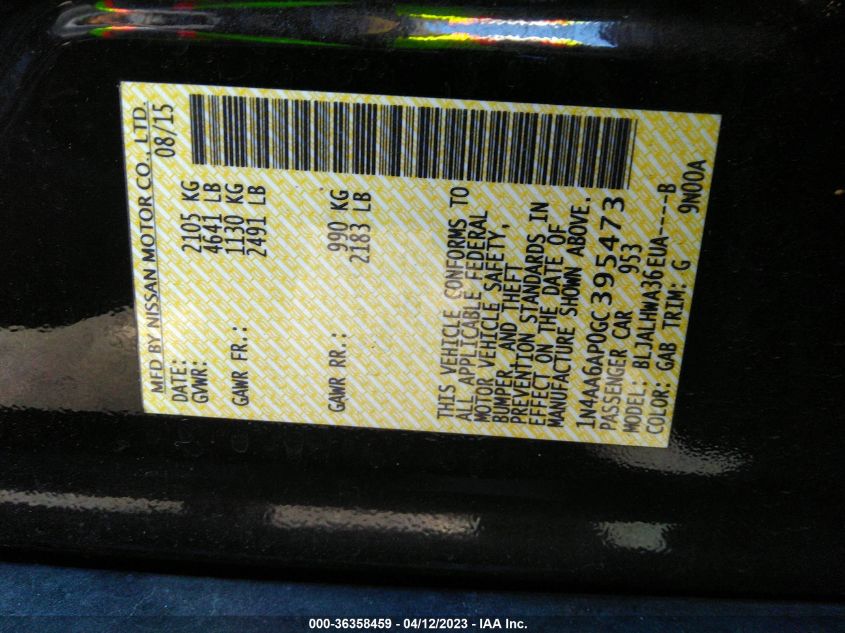 MFD BY NISSAN MOTOR CO., LTD.
DATE: 08/15
GVWR: 2105 KG
4641 LB
GAWR FR.: 1130 KG
2491 LB
GAWR RR.: 990 KG
2183 LB
THIS VEHICLE CONFORMS TO
ALL APPLICABLE FEDERAL
MOTOR VEHICLE SAFETY,
BUMPER, AND THEFT
PREVENTION STANDARDS IN
EFFECT ON THE DATE OF
MANUFACTURE SHOWN ABOVE.
1N4AA6AP0GC395473
PASSENGER CAR 953
MODEL: BLJALHWA36EUA----B
COLOR: GAB TRIM: G 9N00A
000-36358459 - 04/12/2023 - IAA Inc.